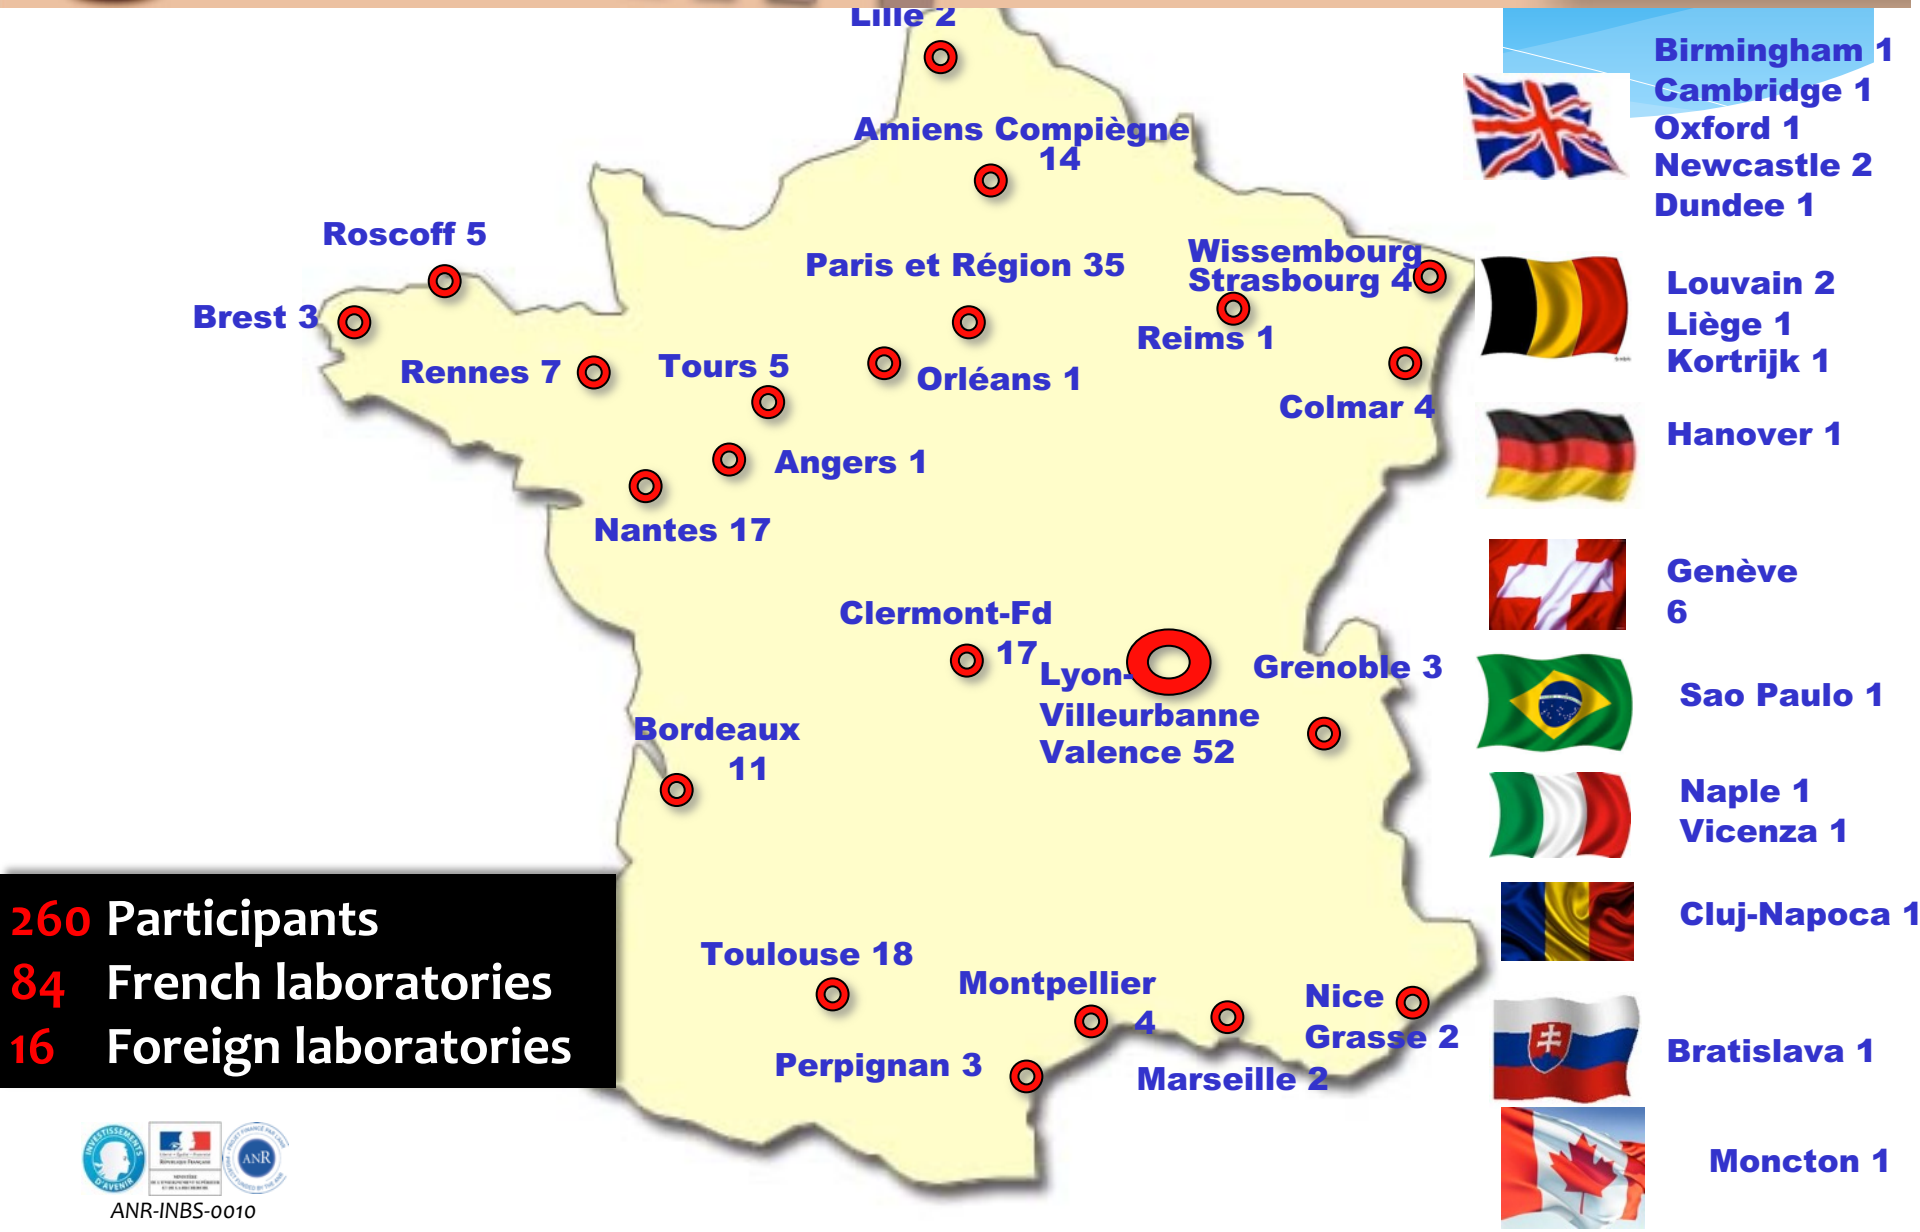 Lille 2
Amiens Compiègne
14
Roscoff 5
Paris et Région 35
Wissembourg
Strasbourg 4
Brest 3
Reims 1
Rennes 7
Tours 5
Orléans 1
Colmar 4
Angers 1
Nantes 17
Clermont-Fd
17
Lyon-
Villeurbanne
Valence 52
Grenoble 3
Bordeaux
11
Toulouse 18
Montpellier
4
Nice
Grasse 2
Perpignan 3
Marseille 2
Birmingham 1
Cambridge 1
Oxford 1
Newcastle 2
Dundee 1
Louvain 2
Liège 1
Kortrijk 1
Hanover 1
Genève
6
Sao Paulo 1
Naple 1
Vicenza 1
Cluj-Napoca 1
Bratislava 1
Moncton 1
260 Participants
84 French laboratories
16 Foreign laboratories
INVESTISSEMENTS
D'AVENIR
ANR
ANR-INBS-0010